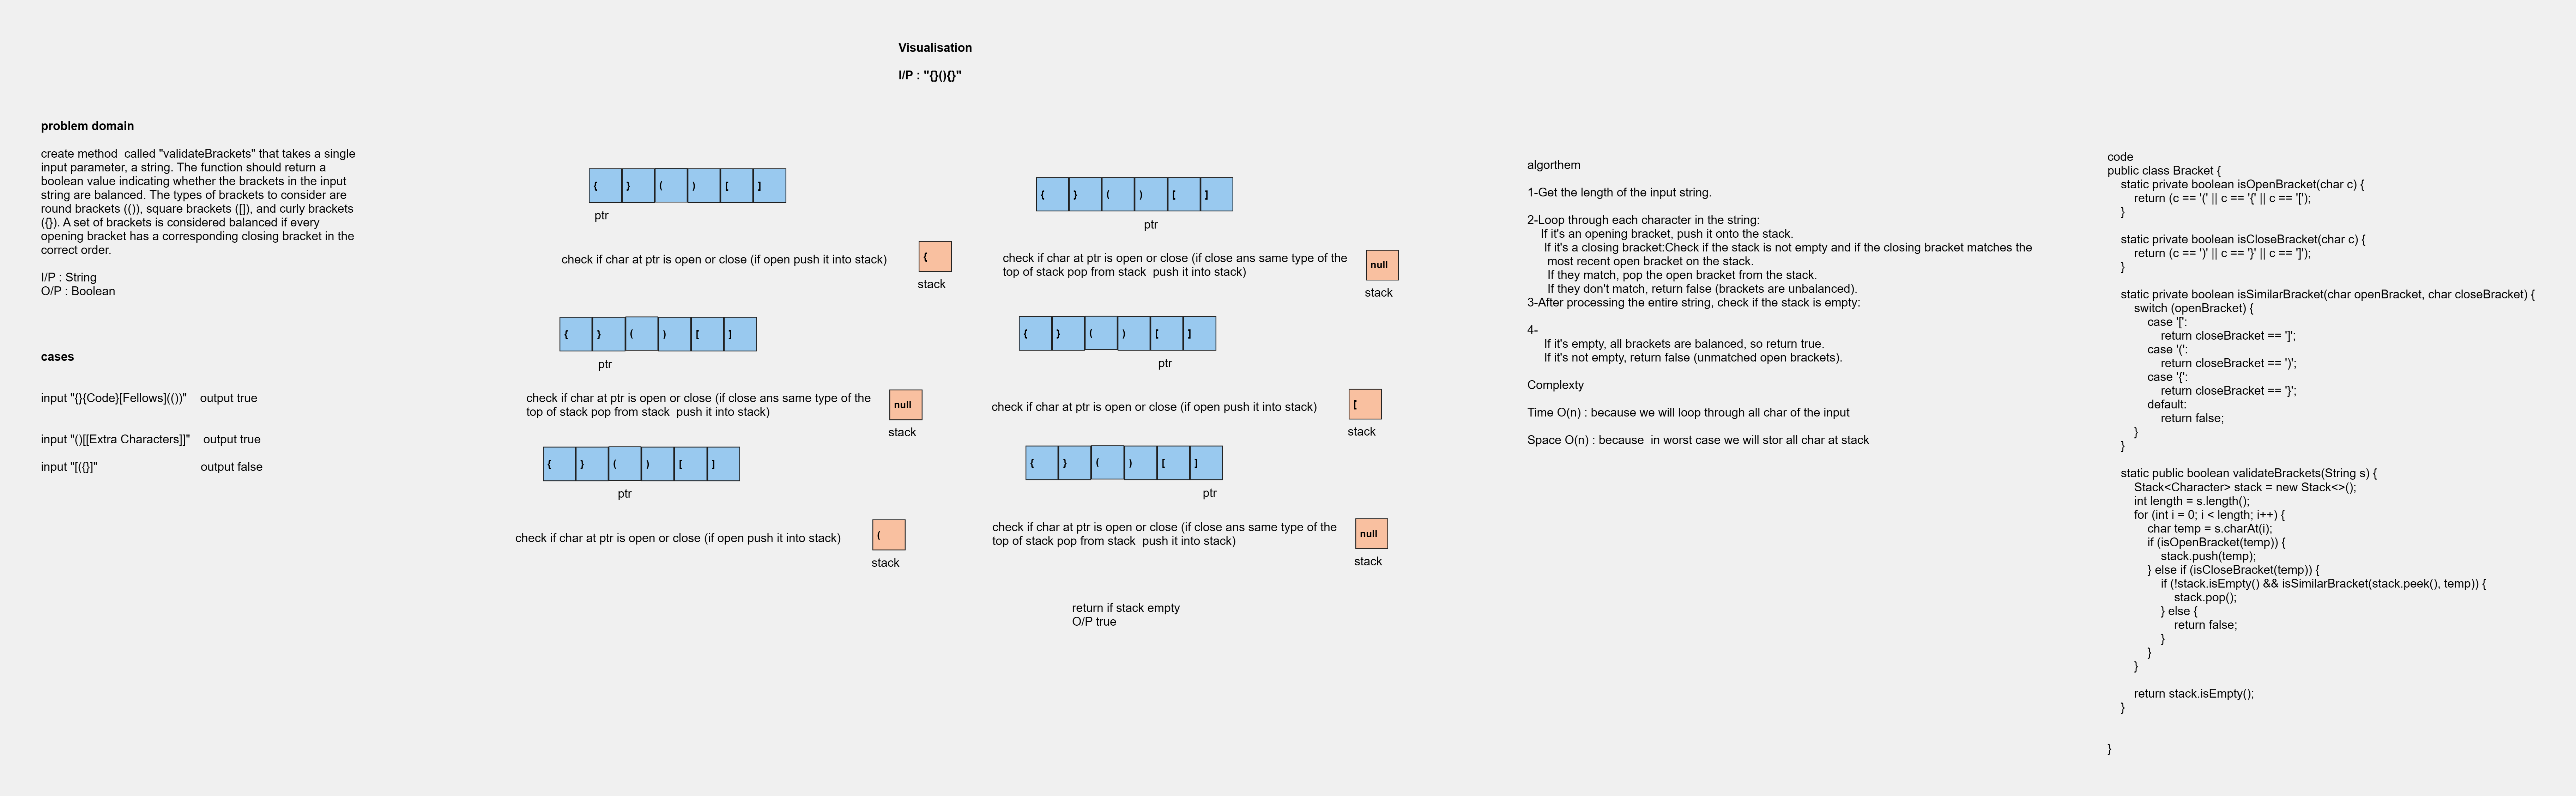 Visualisation
I/P : "{}(){}"
problem domain
create method  called "validateBrackets" that takes a single
input parameter, a string. The function should return a
boolean value indicating whether the brackets in the input
string are balanced. The types of brackets to consider are
round brackets (()), square brackets ([]), and curly brackets
({}). A set of brackets is considered balanced if every
opening bracket has a corresponding closing bracket in the
correct order.
I/P : String
O/P : Boolean
cases
input "{}{Code}[Fellows](())"    output true
input "()[[Extra Characters]]"    output true
input "[({}]"    output false
{ } ( ) [ ]
ptr
check if char at ptr is open or close (if open push it into stack)
{
stack
{ } ( ) [ ]
ptr
check if char at ptr is open or close (if close ans same type of the
top of stack pop from stack  push it into stack)
null
stack
{ } ( ) [ ]
ptr
check if char at ptr is open or close (if open push it into stack)
(
stack
{ } ( ) [ ]
ptr
check if char at ptr is open or close (if close ans same type of the
top of stack pop from stack  push it into stack)
null
stack
{ } ( ) [ ]
ptr
check if char at ptr is open or close (if open push it into stack)
[
stack
{ } ( ) [ ]
ptr
check if char at ptr is open or close (if close ans same type of the
top of stack pop from stack  push it into stack)
null
stack
return if stack empty
O/P true
algorthem
1-Get the length of the input string.
2-Loop through each character in the string:
If it's an opening bracket, push it onto the stack.
If it's a closing bracket:Check if the stack is not empty and if the closing bracket matches the
most recent open bracket on the stack.
If they match, pop the open bracket from the stack.
If they don't match, return false (brackets are unbalanced).
3-After processing the entire string, check if the stack is empty:
4-
If it's empty, all brackets are balanced, so return true.
If it's not empty, return false (unmatched open brackets).
Complexty
Time O(n) : because we will loop through all char of the input
Space O(n) : because  in worst case we will stor all char at stack
code
public class Bracket {
    static private boolean isOpenBracket(char c) {
        return (c == '(' || c == '{' || c == '[');
    }
    static private boolean isCloseBracket(char c) {
        return (c == ')' || c == '}' || c == ']');
    }
    static private boolean isSimilarBracket(char openBracket, char closeBracket) {
        switch (openBracket) {
            case '[':
                return closeBracket == ']';
            case '(':
                return closeBracket == ')';
            case '{':
                return closeBracket == '}';
            default:
                return false;
        }
    }
    static public boolean validateBrackets(String s) {
        Stack<Character> stack = new Stack<>();
        int length = s.length();
        for (int i = 0; i < length; i++) {
            char temp = s.charAt(i);
            if (isOpenBracket(temp)) {
                stack.push(temp);
            } else if (isCloseBracket(temp)) {
                if (!stack.isEmpty() && isSimilarBracket(stack.peek(), temp)) {
                    stack.pop();
                } else {
                    return false;
                }
            }
        }
        return stack.isEmpty();
    }
}